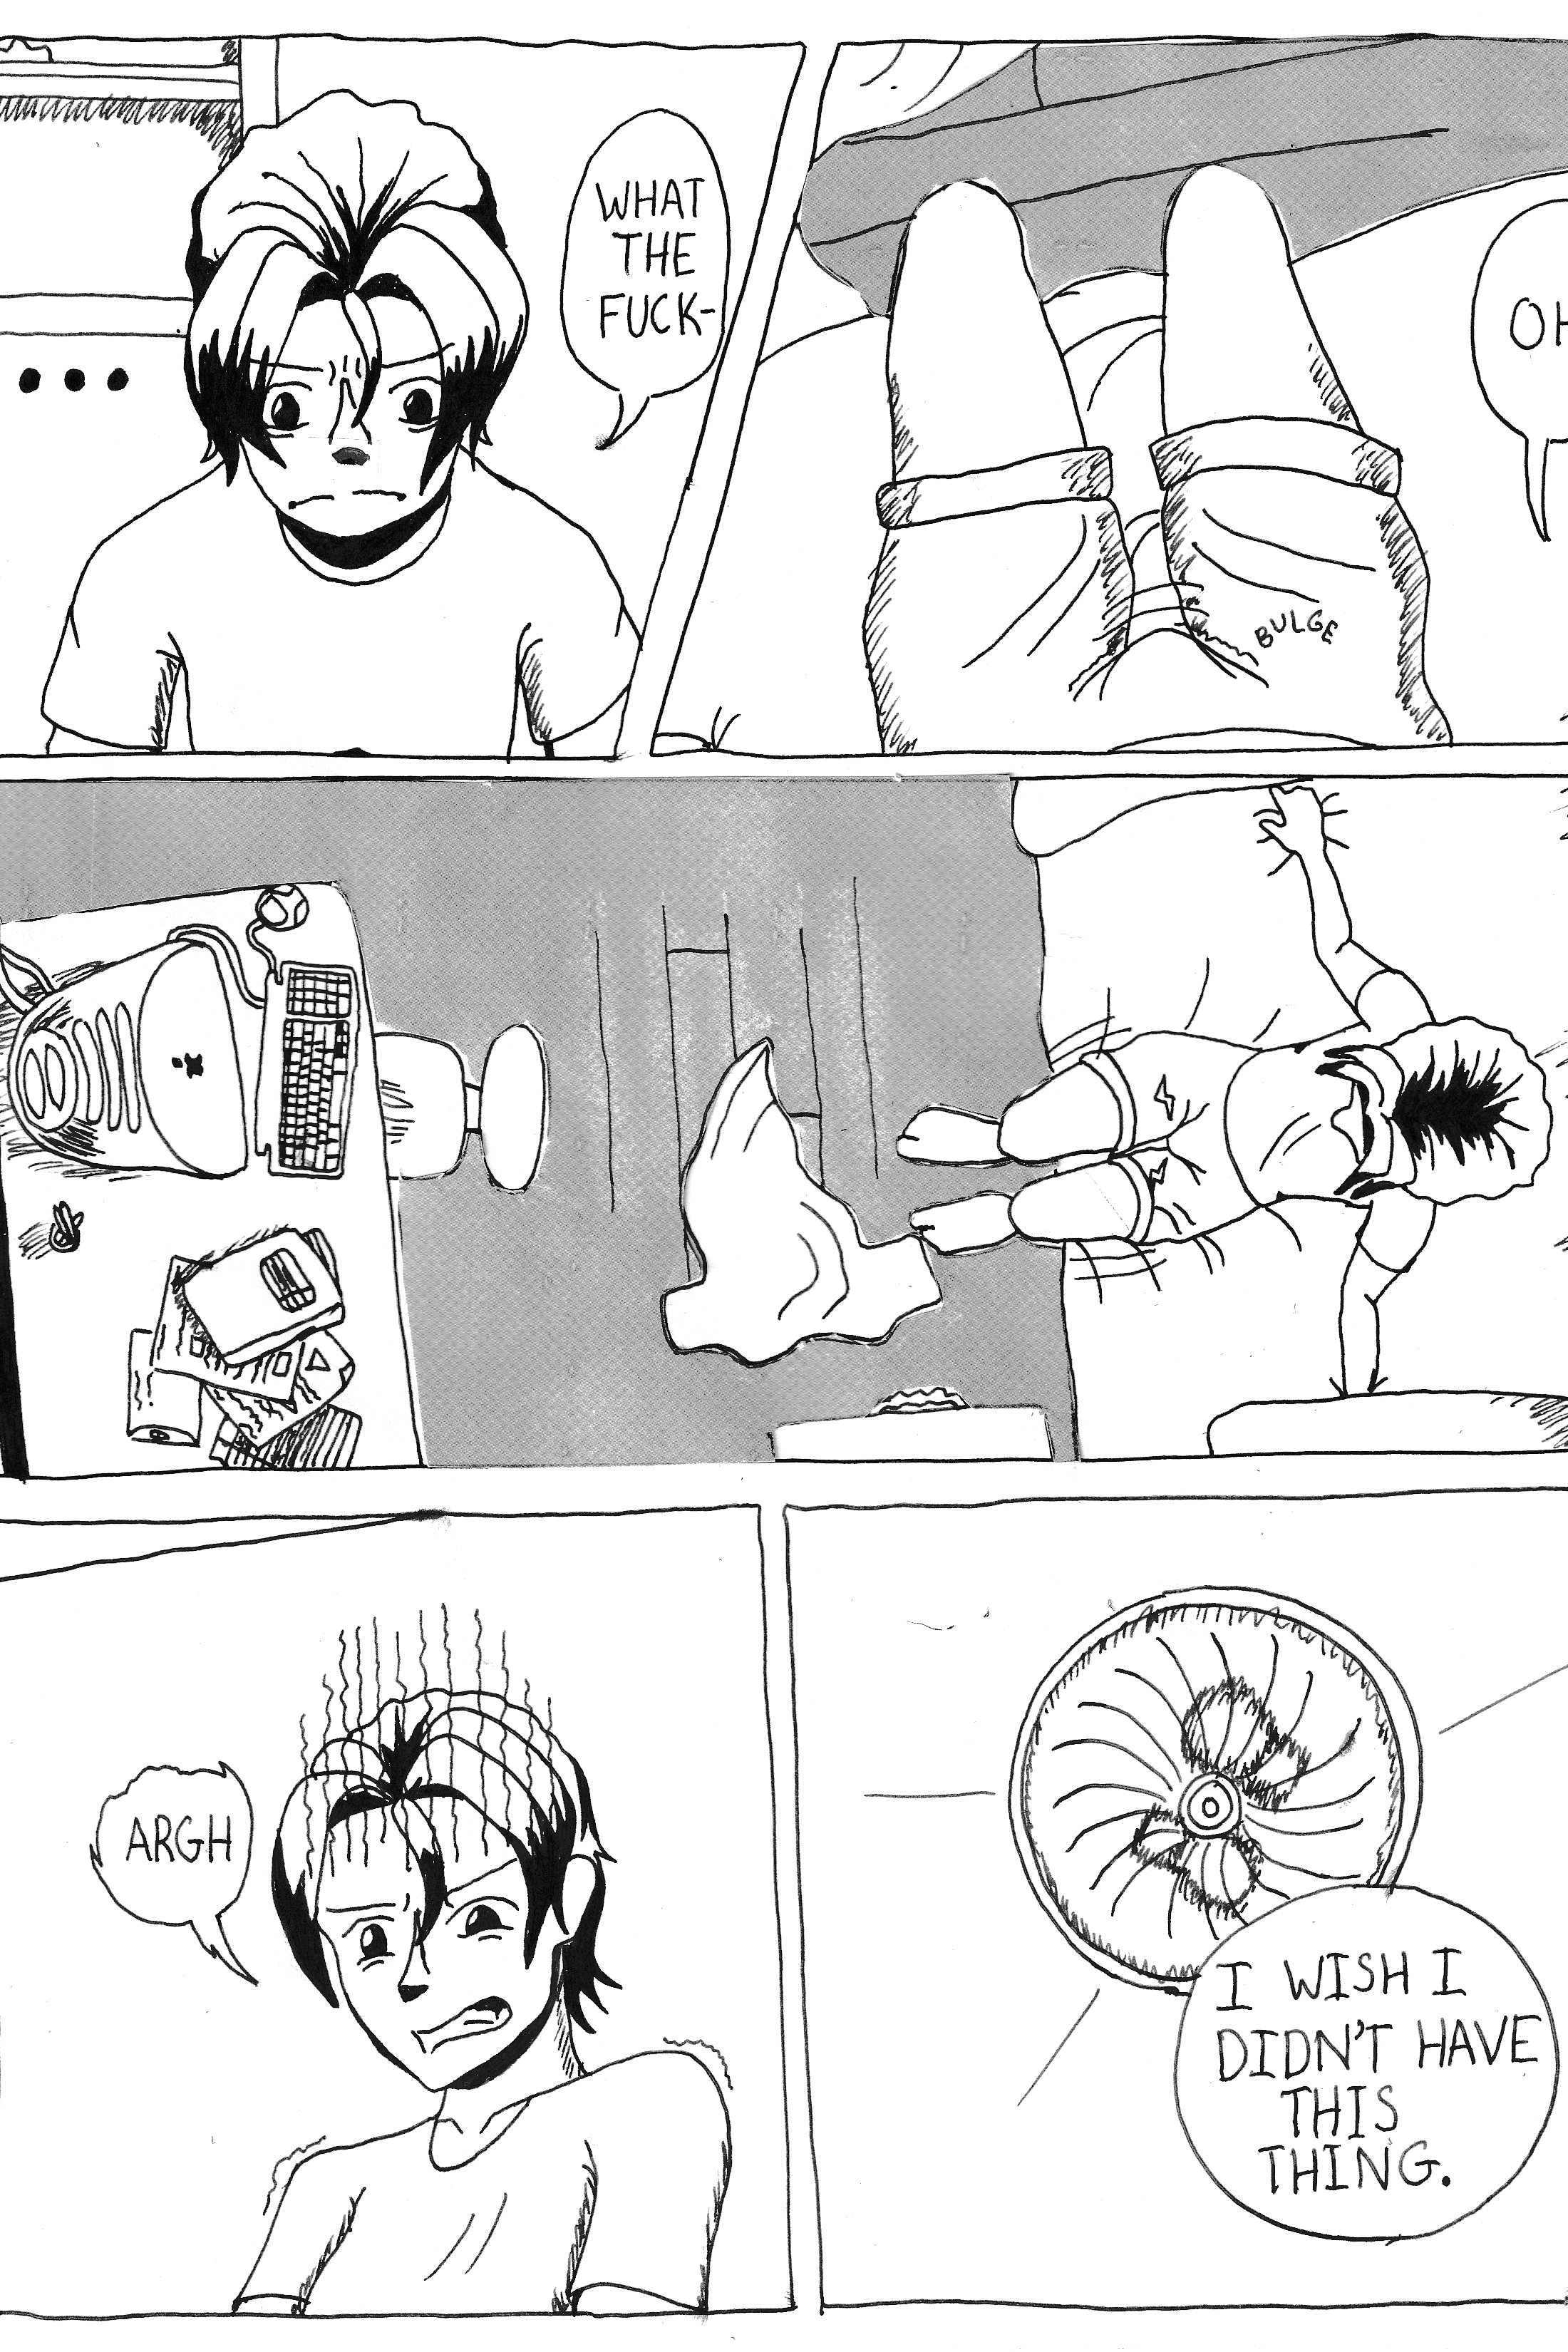 WHAT
THE
FUCK-
...
OH
BULGE
ARGH
I WISH I
DIDN'T HAVE
THIS
THING.